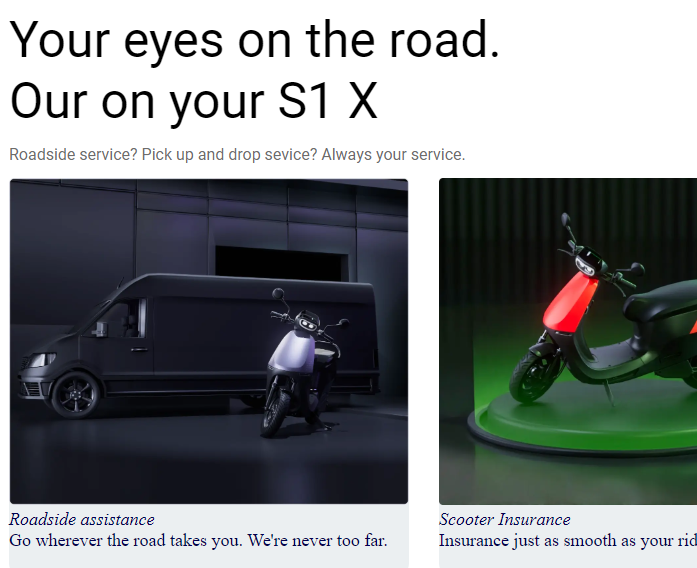 Your eyes on the road.
Our on your S1 X
Roadside service? Pick up and drop sevice? Always your service.
Roadside assistance
Go wherever the road takes you. We're never too far.
Scooter Insurance
Insurance just as smooth as your rid